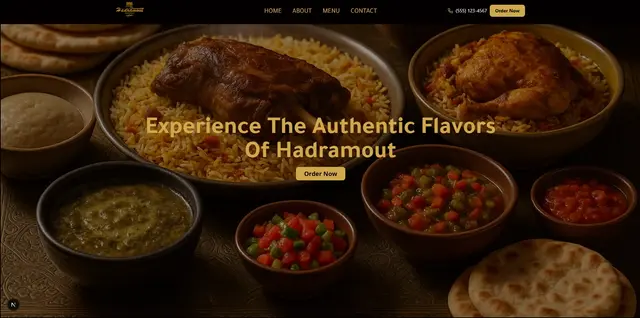 Hadramout
HOME
ABOUT
MENU
CONTACT
(555) 123-4567
Order Now
Experience The Authentic Flavors
Of Hadramout
Order Now
N